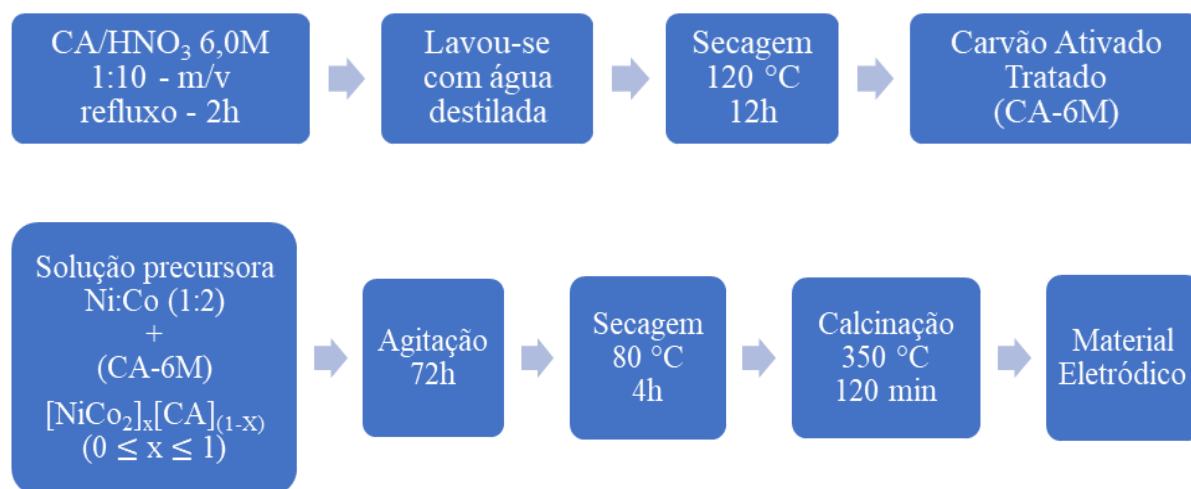 CA/HNO₃ 6,0M
1:10 - m/v
refluxo - 2h
Lavou-se
com água
destilada
Secagem
120 °C
12h
Carvão Ativado
Tratado
(CA-6M)
Solução precursora
Ni:Co (1:2)
+
(CA-6M)
[NiCo₂]ₓ[CA]₍₁₋X₎
(0 ≤ x ≤ 1)
Agitação
72h
Secagem
80 °C
4h
Calcinação
350 °C
120 min
Material
Eletródico